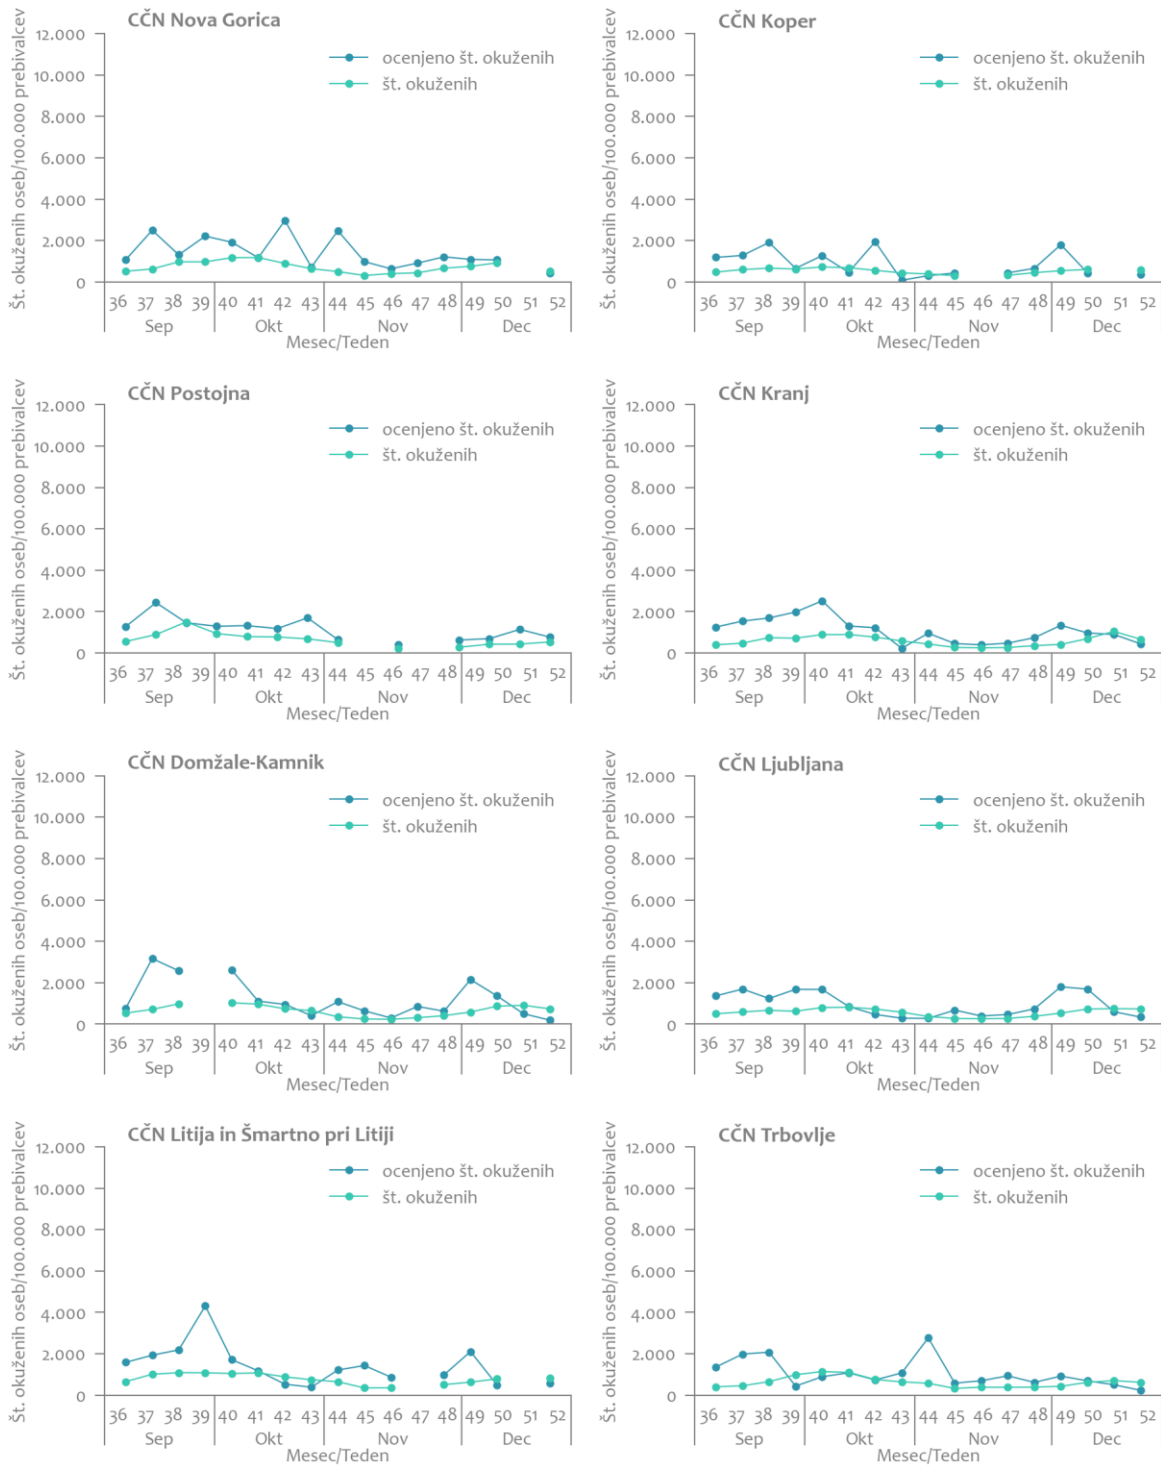 CČN Nova Gorica
Št. okuženih oseb/100.000 prebivalcev
12.000
10.000
8.000
6.000
4.000
2.000
0
ocenjeno št. okuženih
št. okuženih
36 37 38 39 40 41 42 43 44 45 46 47 48 49 50 51 52
Sep Okt Nov Dec
Mesec/Teden
CČN Koper
Št. okuženih oseb/100.000 prebivalcev
12.000
10.000
8.000
6.000
4.000
2.000
0
ocenjeno št. okuženih
št. okuženih
36 37 38 39 40 41 42 43 44 45 46 47 48 49 50 51 52
Sep Okt Nov Dec
Mesec/Teden
CČN Postojna
Št. okuženih oseb/100.000 prebivalcev
12.000
10.000
8.000
6.000
4.000
2.000
0
ocenjeno št. okuženih
št. okuženih
36 37 38 39 40 41 42 43 44 45 46 47 48 49 50 51 52
Sep Okt Nov Dec
Mesec/Teden
CČN Kranj
Št. okuženih oseb/100.000 prebivalcev
12.000
10.000
8.000
6.000
4.000
2.000
0
ocenjeno št. okuženih
št. okuženih
36 37 38 39 40 41 42 43 44 45 46 47 48 49 50 51 52
Sep Okt Nov Dec
Mesec/Teden
CČN Domžale-Kamnik
Št. okuženih oseb/100.000 prebivalcev
12.000
10.000
8.000
6.000
4.000
2.000
0
ocenjeno št. okuženih
št. okuženih
36 37 38 39 40 41 42 43 44 45 46 47 48 49 50 51 52
Sep Okt Nov Dec
Mesec/Teden
CČN Ljubljana
Št. okuženih oseb/100.000 prebivalcev
12.000
10.000
8.000
6.000
4.000
2.000
0
ocenjeno št. okuženih
št. okuženih
36 37 38 39 40 41 42 43 44 45 46 47 48 49 50 51 52
Sep Okt Nov Dec
Mesec/Teden
CČN Litija in Šmartno pri Litiji
Št. okuženih oseb/100.000 prebivalcev
12.000
10.000
8.000
6.000
4.000
2.000
0
ocenjeno št. okuženih
št. okuženih
36 37 38 39 40 41 42 43 44 45 46 47 48 49 50 51 52
Sep Okt Nov Dec
Mesec/Teden
CČN Trbovlje
Št. okuženih oseb/100.000 prebivalcev
12.000
10.000
8.000
6.000
4.000
2.000
0
ocenjeno št. okuženih
št. okuženih
36 37 38 39 40 41 42 43 44 45 46 47 48 49 50 51 52
Sep Okt Nov Dec
Mesec/Teden